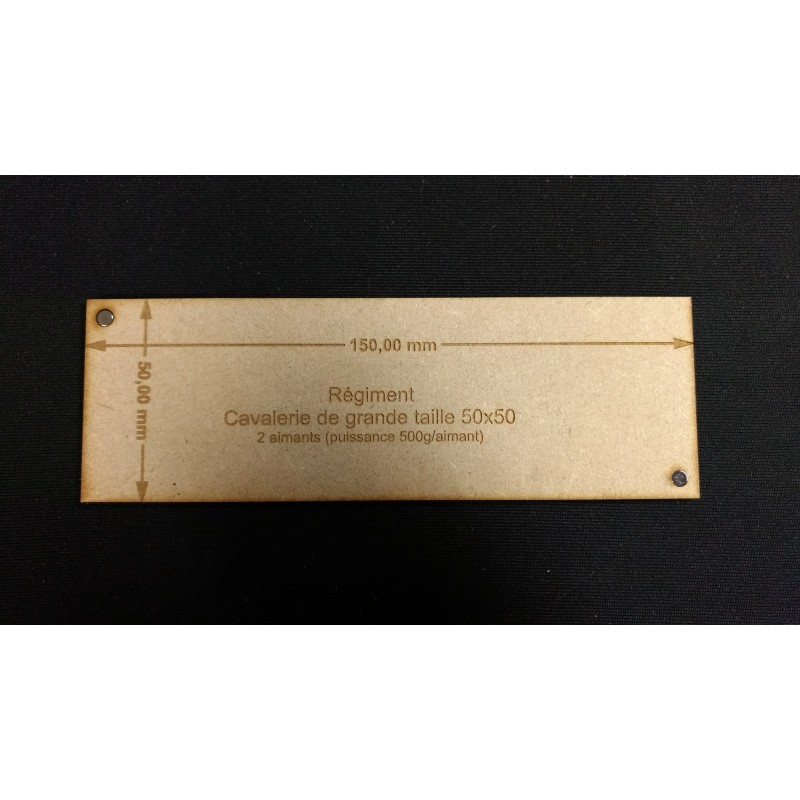 150,00 mm
50,00 mm
Régiment
Cavalerie de grande taille 50x50
2 aimants (puissance 500g/aimant)